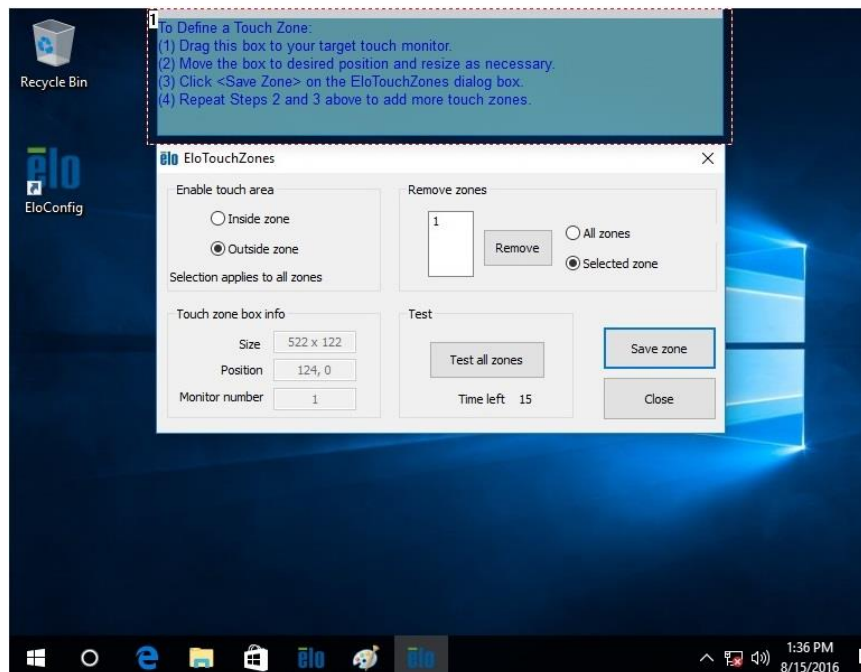 1
To Define a Touch Zone:
(1) Drag this box to your target touch monitor.
(2) Move the box to desired position and resize as necessary.
(3) Click <Save Zone> on the EloTouchZones dialog box.
(4) Repeat Steps 2 and 3 above to add more touch zones.
Recycle Bin
elo
EloConfig
elo EloTouchZones
Enable touch area
Inside zone
Outside zone
Selection applies to all zones
Remove zones
1
Remove
All zones
Selected zone
Touch zone box info
Size 522 x 122
Position 124, 0
Monitor number 1
Test
Test all zones
Time left 15
Save zone
Close
elo
elo
1:36 PM
8/15/2016